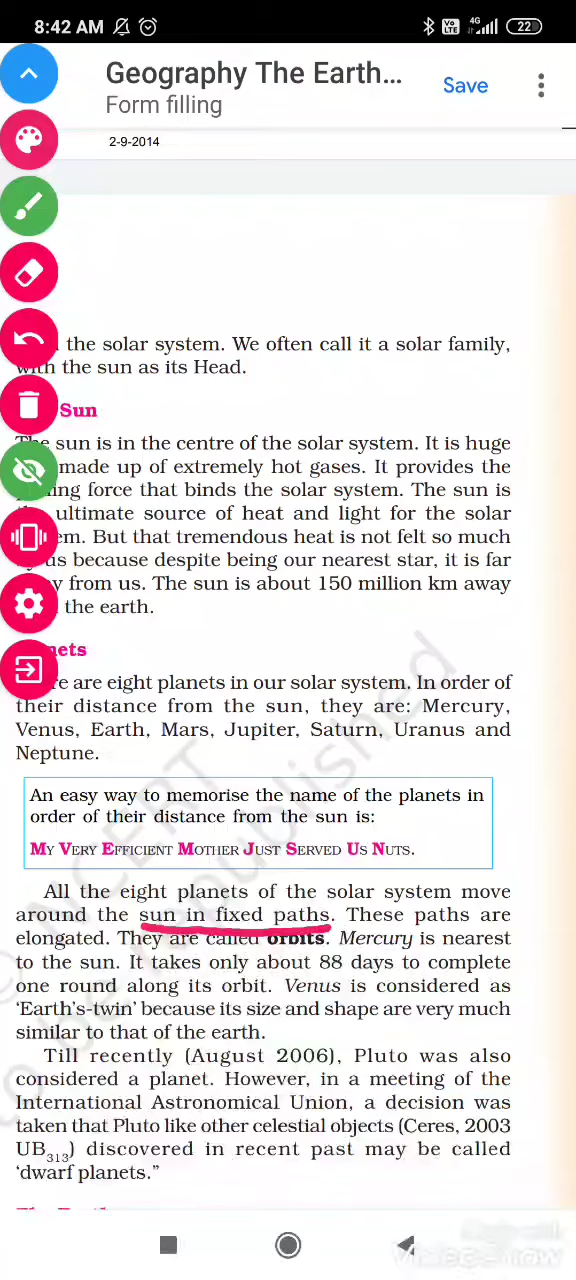 8:42 AM
Vo
LTE
4G
22
Geography The Earth...
Save
Form filling
2-9-2014
the solar system. We often call it a solar family,
with the sun as its Head.
Sun
The sun is in the centre of the solar system. It is huge
made up of extremely hot gases. It provides the
force that binds the solar system. The sun is
ultimate source of heat and light for the solar
But that tremendous heat is not felt so much
us because despite being our nearest star, it is far
from us. The sun is about 150 million km away
the earth.
nets
re are eight planets in our solar system. In order of
their distance from the sun, they are: Mercury,
Venus, Earth, Mars, Jupiter, Saturn, Uranus and
Neptune.
An easy way to memorise the name of the planets in
order of their distance from the sun is:
MY VERY EFFICIENT MOTHER JUST SERVED US NUTS.
All the eight planets of the solar system move
around the sun in fixed paths. These paths are
elongated. They are called orbits. Mercury is nearest
to the sun. It takes only about 88 days to complete
one round along its orbit. Venus is considered as
‘Earth’s-twin’ because its size and shape are very much
similar to that of the earth.
Till recently (August 2006), Pluto was also
considered a planet. However, in a meeting of the
International Astronomical Union, a decision was
taken that Pluto like other celestial objects (Ceres, 2003
UB313) discovered in recent past may be called
‘dwarf planets.”